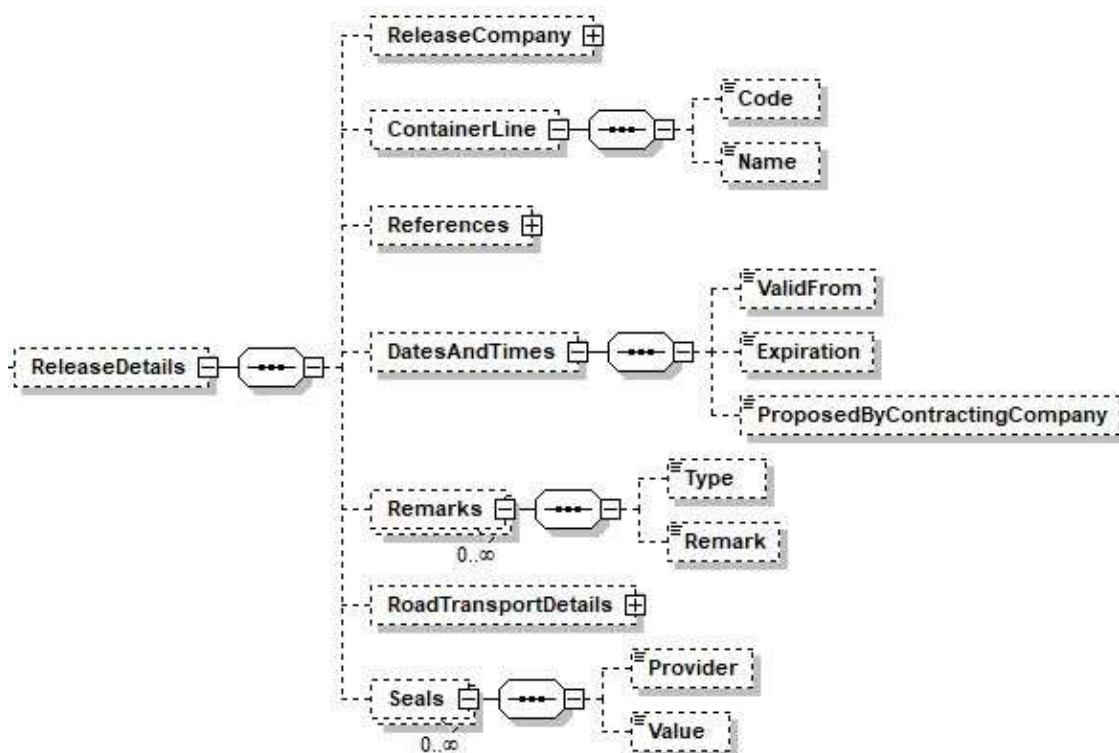 ReleaseCompany
Code
ContainerLine
Name
References
ValidFrom
DatesAndTimes
Expiration
ReleaseDetails
ProposedByContractingCompany
Type
Remarks
Remark
0..∞
RoadTransportDetails
Provider
Seals
Value
0..∞